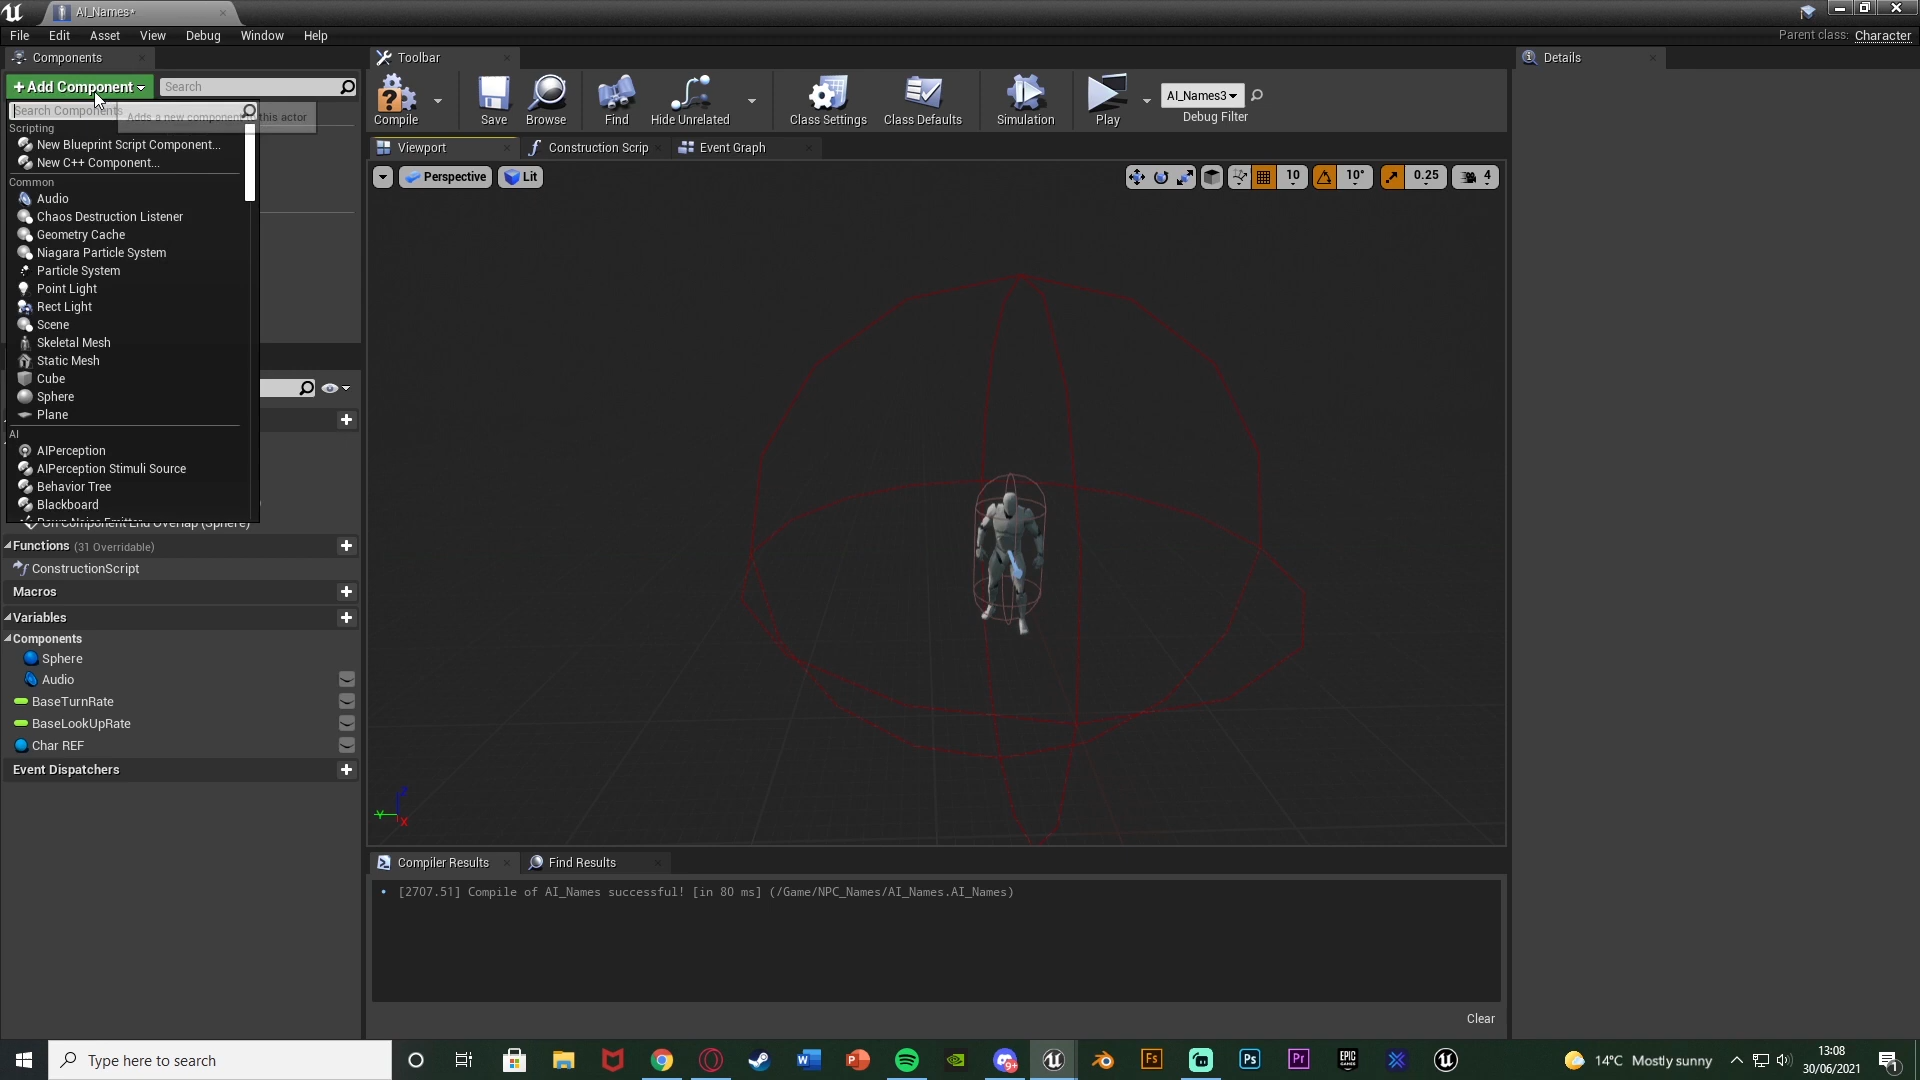 AI_Names*
File Edit Asset View Debug Window Help
Parent class: Character
Components
Toolbar
Details
+ Add Component
Search
Search Components
Adds a new component to this actor
Scripting
New Blueprint Script Component...
New C++ Component...
Common
Audio
Chaos Destruction Listener
Geometry Cache
Niagara Particle System
Particle System
Point Light
Rect Light
Scene
Skeletal Mesh
Static Mesh
Cube
Sphere
Plane
AI
AIPerception
AIPerception Stimuli Source
Behavior Tree
Blackboard
Pawn Noise Emitter
On Component End Overlap (Sphere)
Functions (31 Overridable)
ConstructionScript
Macros
Variables
Components
Sphere
Audio
BaseTurnRate
BaseLookUpRate
Char REF
Event Dispatchers
Compile Save Browse Find Hide Unrelated Class Settings Class Defaults Simulation Play
AI_Names3
Debug Filter
Viewport Construction Scrip Event Graph
Perspective Lit
10 10° 0.25 4
Z
Y
X
Compiler Results Find Results
• [2707.51] Compile of AI_Names successful! [in 80 ms] (/Game/NPC_Names/AI_Names.AI_Names)
Clear
Type here to search
14°C Mostly sunny
13:08
30/06/2021